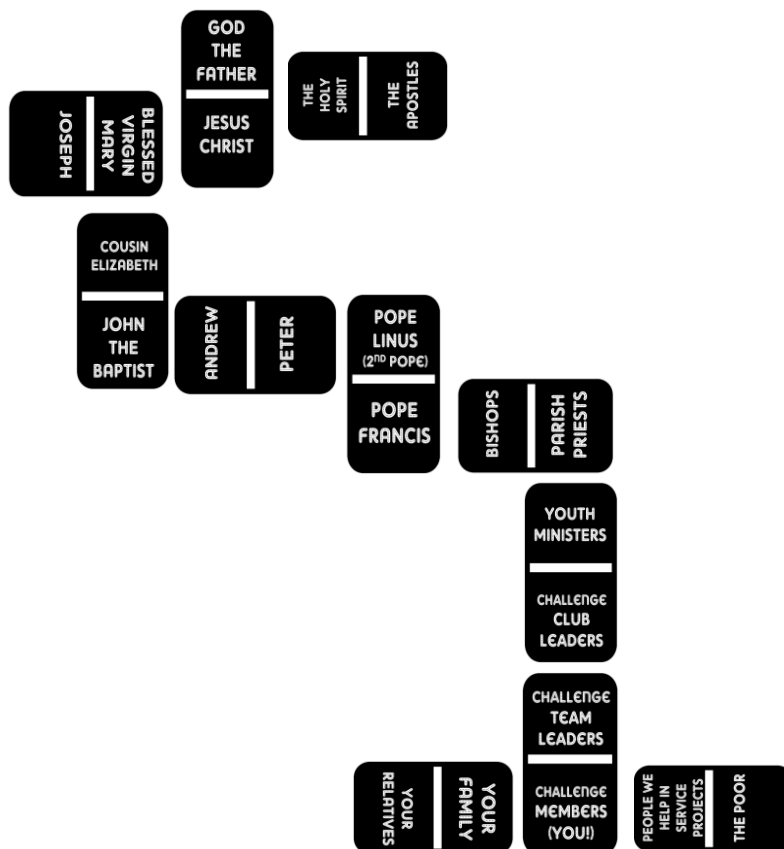 GOD
THE
FATHER
JESUS
CHRIST
THE
HOLY
SPIRIT
THE
APOSTLES
BLESSED
VIRGIN
MARY
JOSEPH
COUSIN
ELIZABETH
JOHN
THE
BAPTIST
ANDREW
PETER
POPE
LINUS
(2ND POPE)
POPE
FRANCIS
BISHOPS
PARISH
PRIESTS
YOUTH
MINISTERS
CHALLENGE
CLUB
LEADERS
CHALLENGE
TEAM
LEADERS
CHALLENGE
MEMBERS
(YOU!)
YOUR
FAMILY
YOUR
RELATIVES
PEOPLE WE
HELP IN
SERVICE
PROJECTS
THE POOR